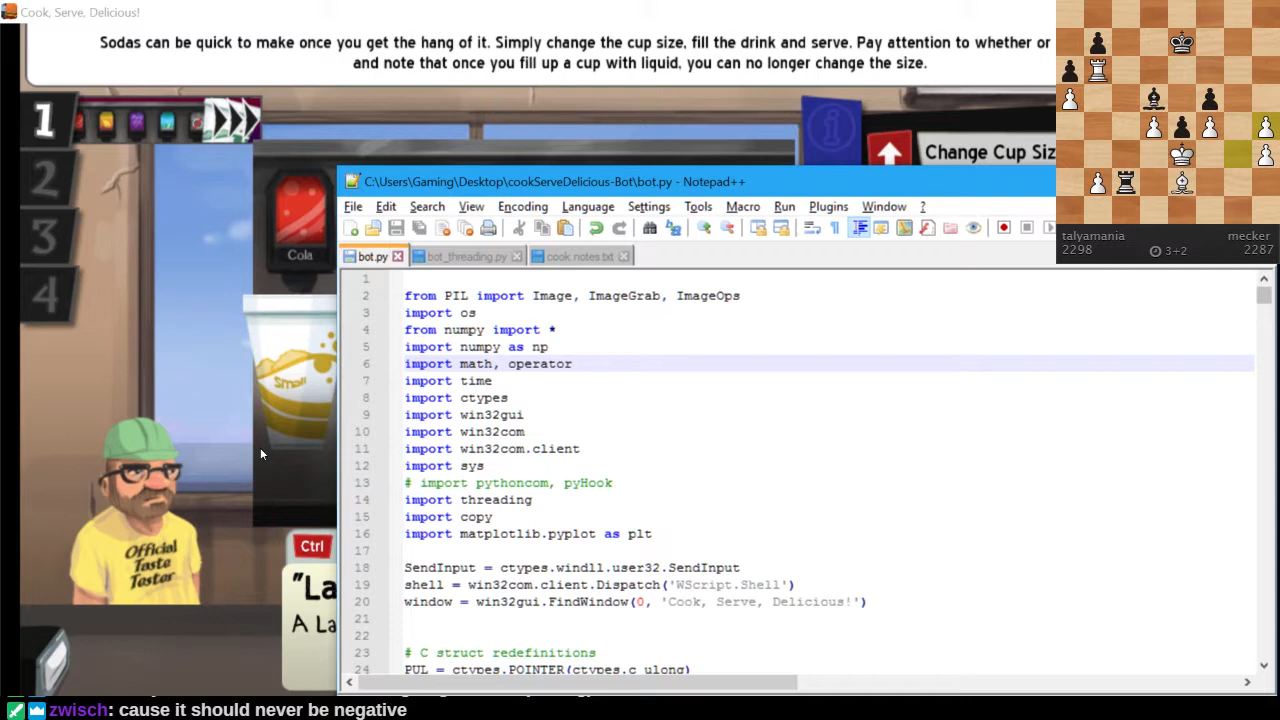 Cook, Serve, Delicious!
Sodas can be quick to make once you get the hang of it. Simply change the cup size, fill the drink and serve. Pay attention to whether or
and note that once you fill up a cup with liquid, you can no longer change the size.
1
2
3
4
Change Cup Siz
Cola
Small
Official
Taste
Tester
Ctrl
"La
A La
C:\Users\Gaming\Desktop\cookServeDelicious-Bot\bot.py - Notepad++
File Edit Search View Encoding Language Settings Tools Macro Run Plugins Window ?
bot.py bot_threading.py cook.notes.txt
1
2 from PIL import Image, ImageGrab, ImageOps
3 import os
4 from numpy import *
5 import numpy as np
6 import math, operator
7 import time
8 import ctypes
9 import win32gui
10 import win32com
11 import win32com.client
12 import sys
13 # import pythoncom, pyHook
14 import threading
15 import copy
16 import matplotlib.pyplot as plt
17
18 SendInput = ctypes.windll.user32.SendInput
19 shell = win32com.client.Dispatch('WScript.Shell')
20 window = win32gui.FindWindow(0, 'Cook, Serve, Delicious!')
21
22
23 # C struct redefinitions
24 PUL = ctypes.POINTER(ctypes.c_ulong)
talyamania mecker
2298 3+2 2287
zwisch: cause it should never be negative